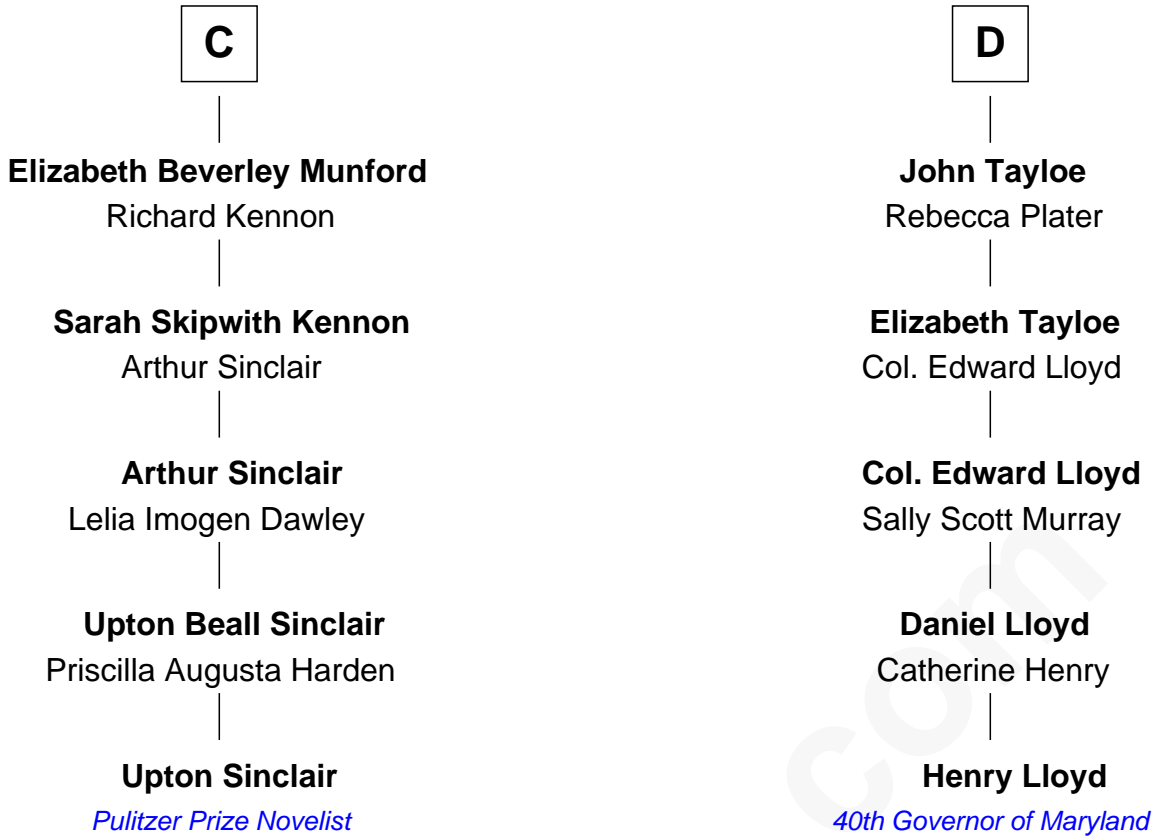 C
Elizabeth Beverley Munford
Richard Kennon
Sarah Skipwith Kennon
Arthur Sinclair
Arthur Sinclair
Lelia Imogen Dawley
Upton Beall Sinclair
Priscilla Augusta Harden
Upton Sinclair
Pulitzer Prize Novelist
D
John Tayloe
Rebecca Plater
Elizabeth Tayloe
Col. Edward Lloyd
Col. Edward Lloyd
Sally Scott Murray
Daniel Lloyd
Catherine Henry
Henry Lloyd
40th Governor of Maryland
com